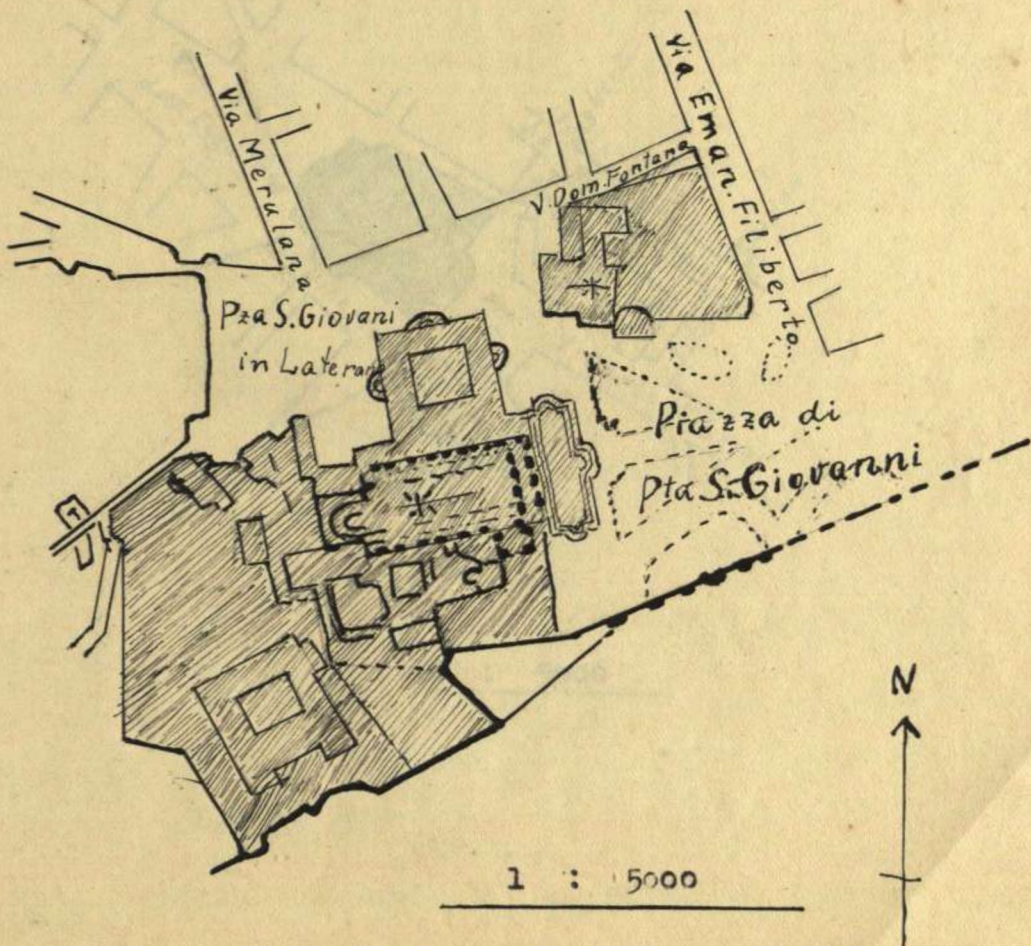 Via Merulana
Via Eman. Filiberto
V. Dom. Fontana
Pza S. Giovani
in Lateran
Piazza di
Pta S. Giovanni
N
1 : 5000